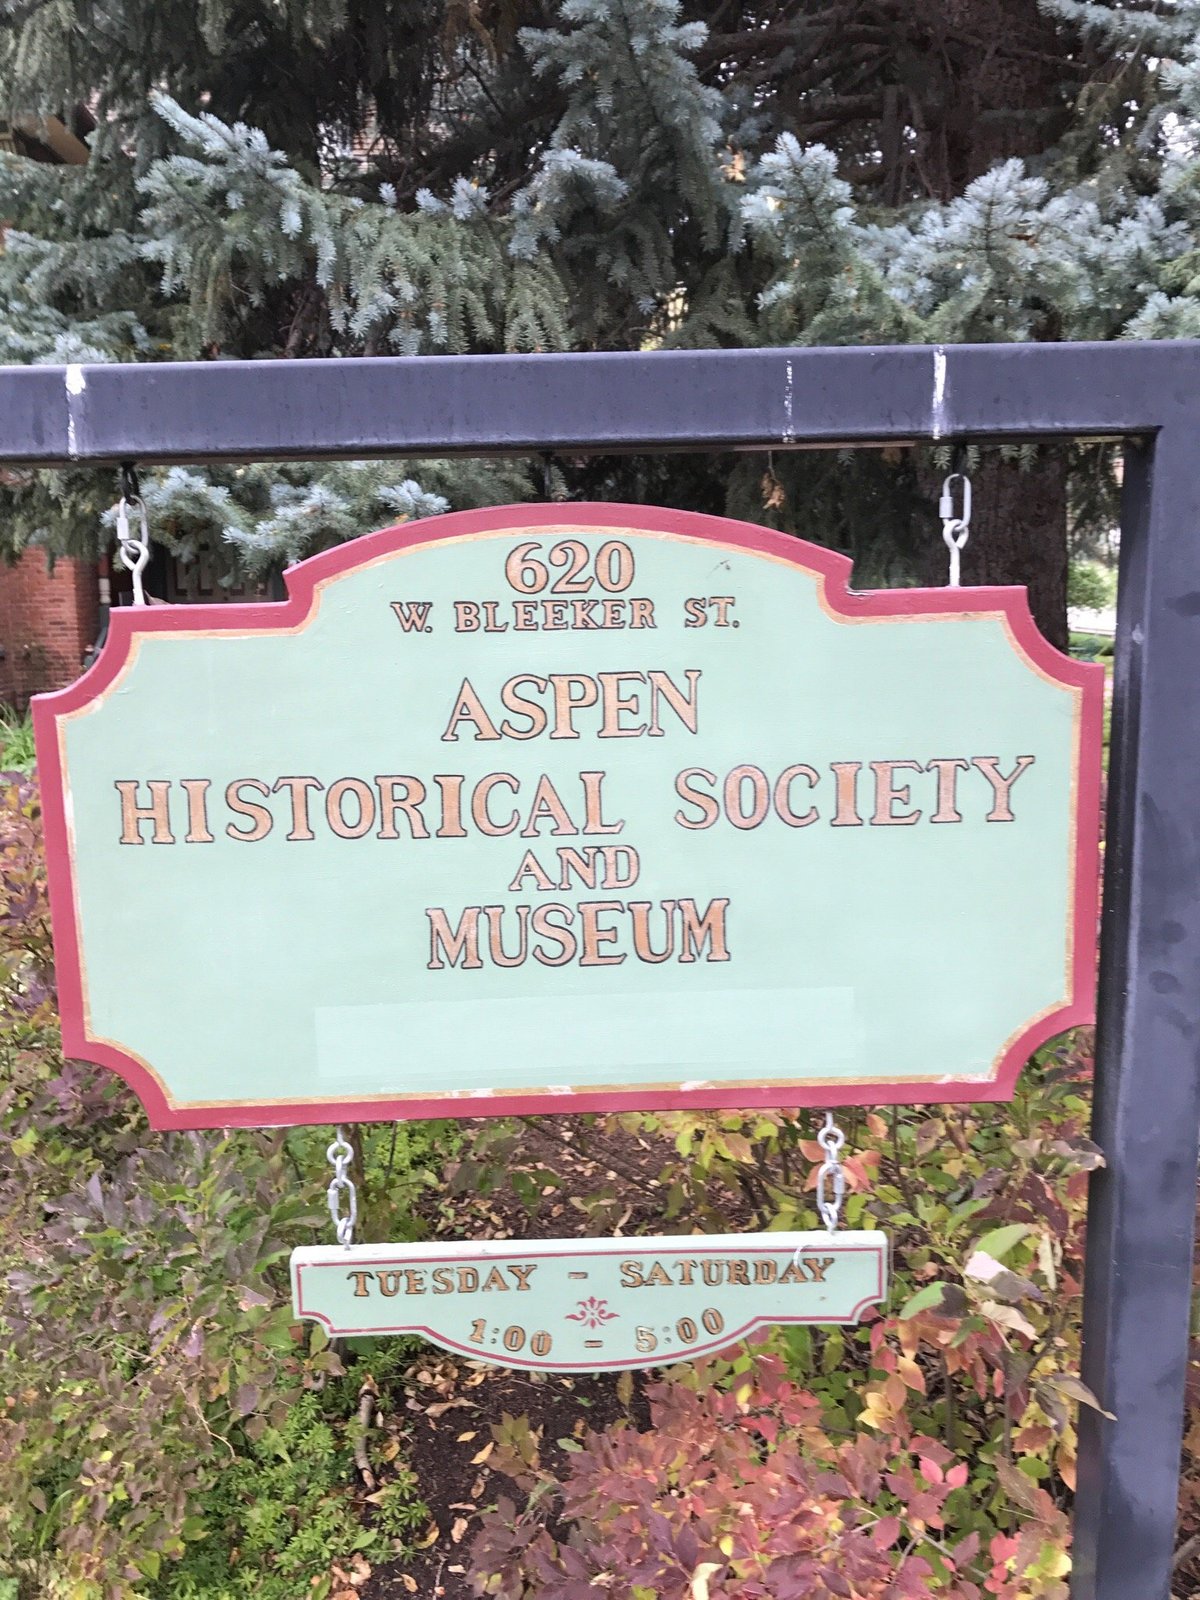 620
W. BLEEKER ST.
ASPEN
HISTORICAL SOCIETY
AND
MUSEUM
TUESDAY - SATURDAY
1:00 - 5:00